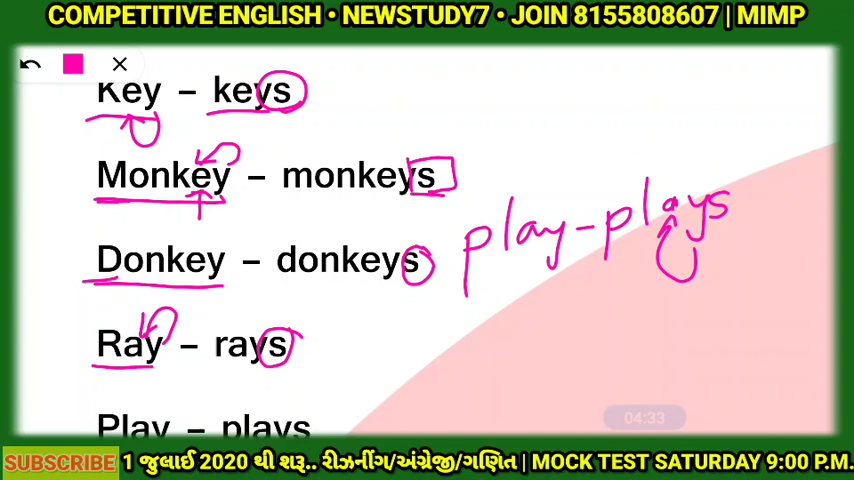 COMPETITIVE ENGLISH • NEWSTUDY7 • JOIN 8155808607 | MIMP
Key – keys
Monkey – monkeys
Donkey – donkeys
play-plays
Ray – rays
Play – plays
04:33
SUBSCRIBE 1 જુલાઈ 2020 થી શરૂ.. રીઝનીંગ/અંગ્રેજી/ગણિત | MOCK TEST SATURDAY 9:00 P.M.